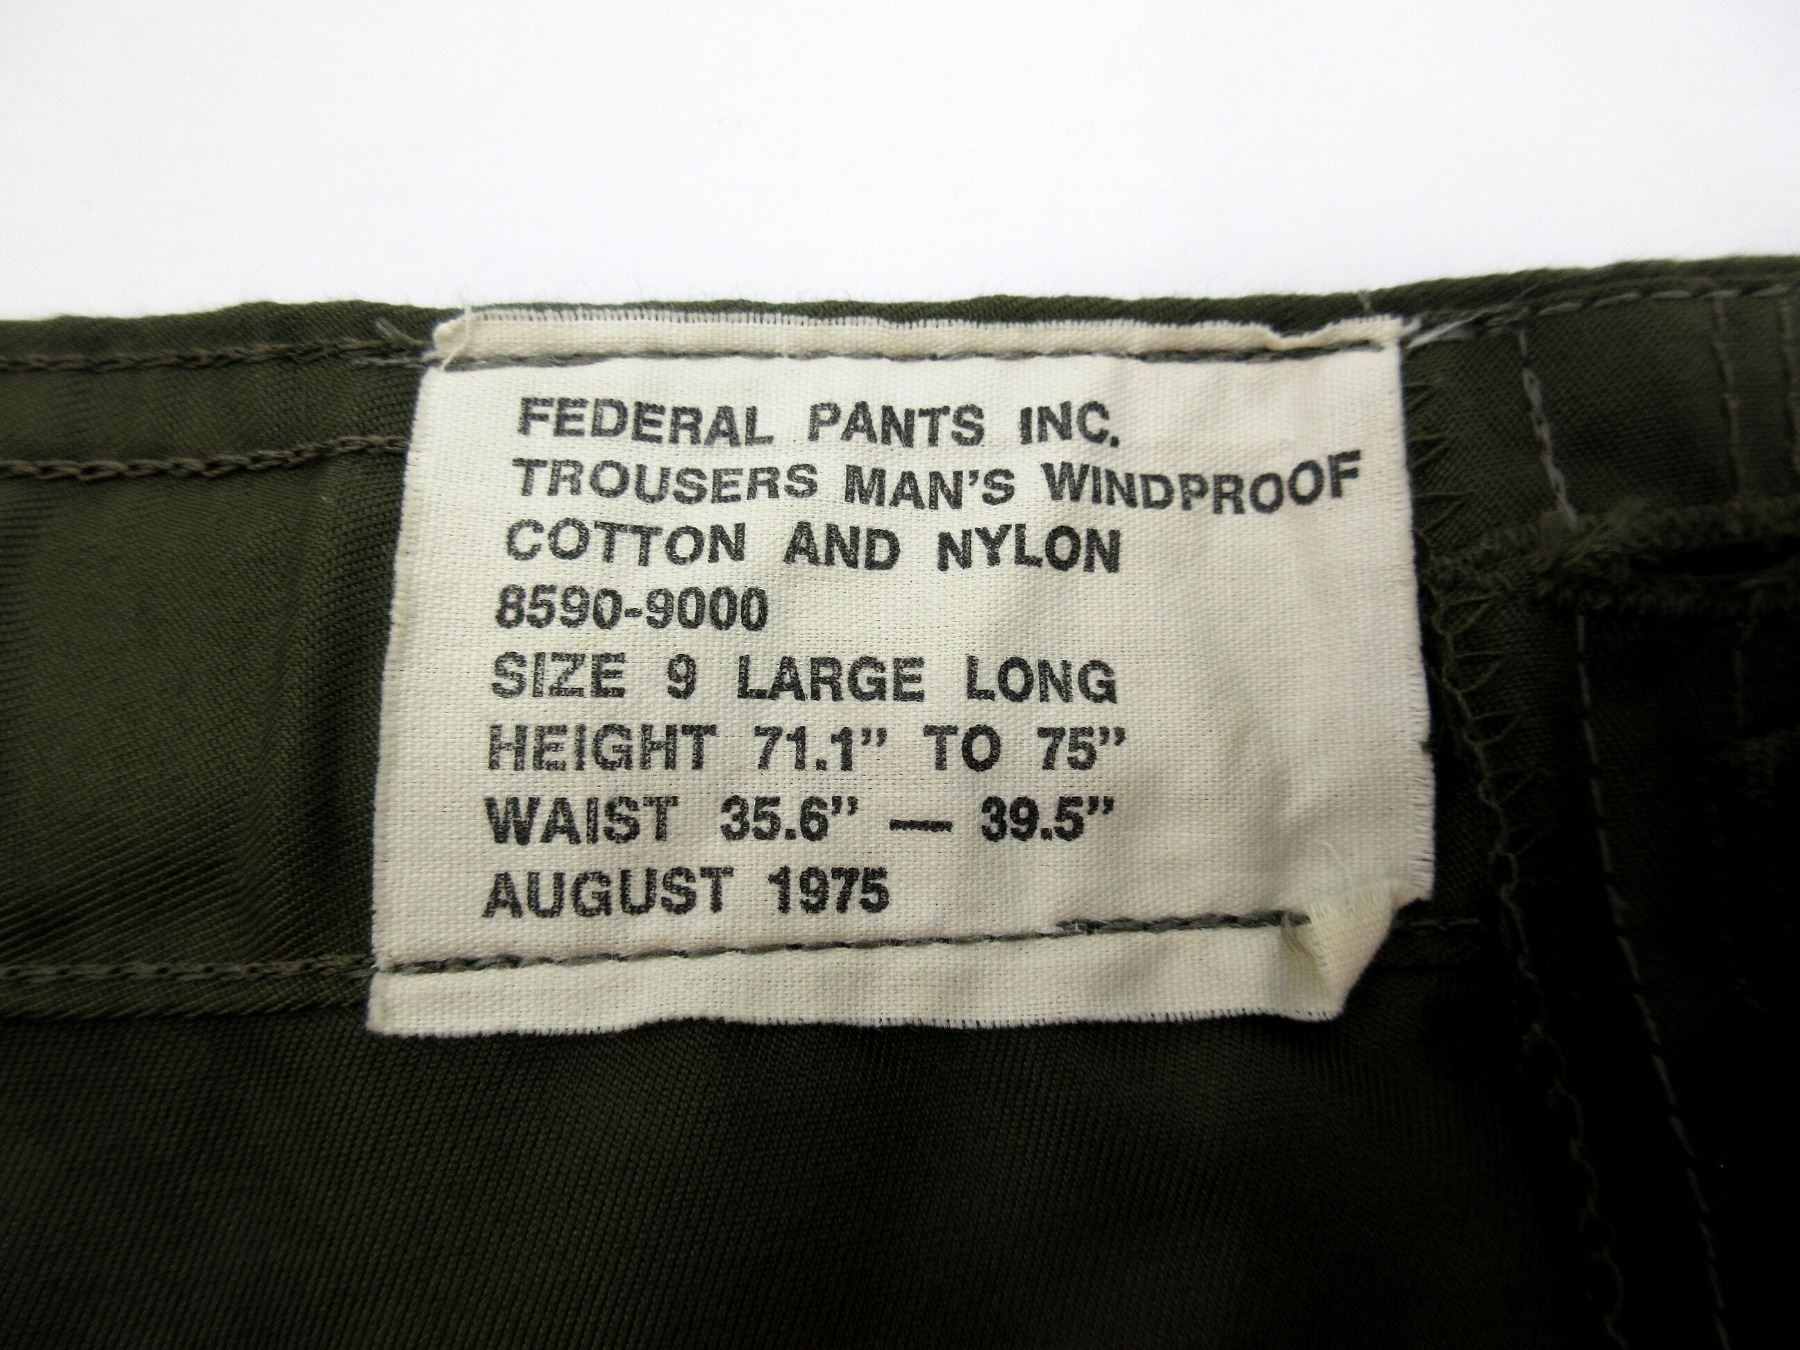 FEDERAL PANTS INC.
TROUSERS MAN'S WINDPROOF
COTTON AND NYLON
8590-9000
SIZE 9 LARGE LONG
HEIGHT 71.1” TO 75”
WAIST 35.6” — 39.5”
AUGUST 1975